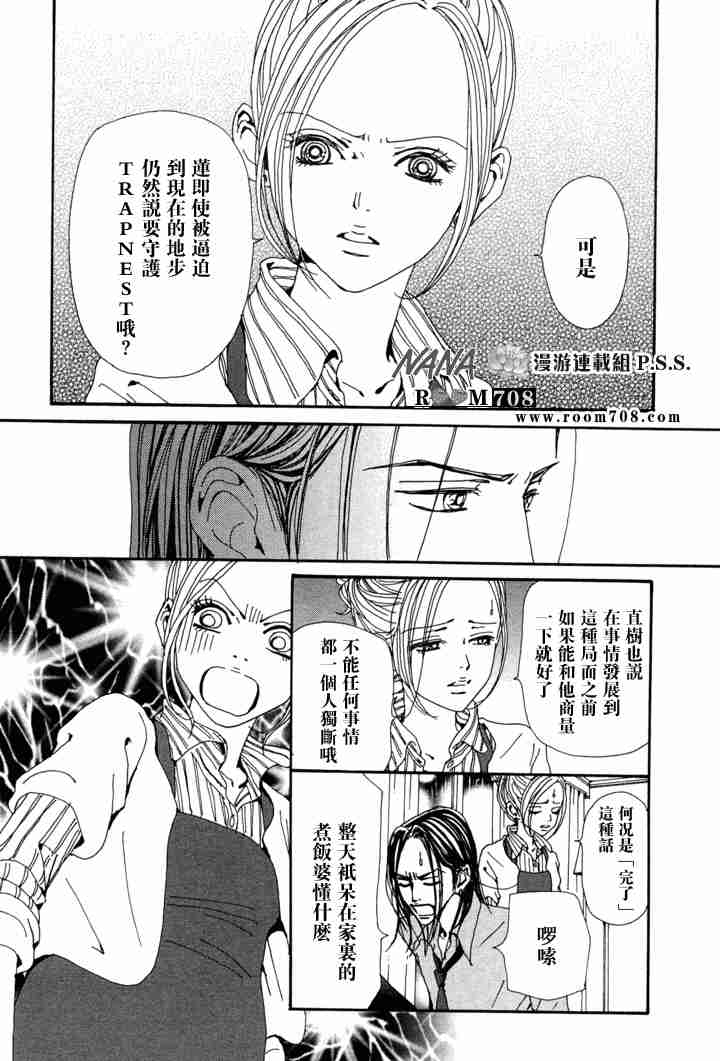 可是
蓮即使被逼迫
到現在的地步
仍然說要守護
TRAPNEST哦？
NANA
漫游連載組P.S.S.
ROOM708
www.room708.com
直樹也說
在事情發展到
這種局面之前
如果能和他商量
一下就好了
不能任何事情
都一個人獨斷哦
何况是「完了」
這種話
啰嗦
整天衹呆在家裏的
煮飯婆懂什麽